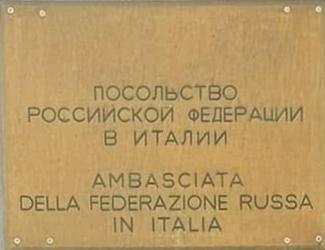 ПОСОЛЬСТВО
РОССИЙСКОЙ ФЕДЕРАЦИИ
В ИТАЛИИ
AMBASCIATA
DELLA FEDERAZIONE RUSSA
IN ITALIA